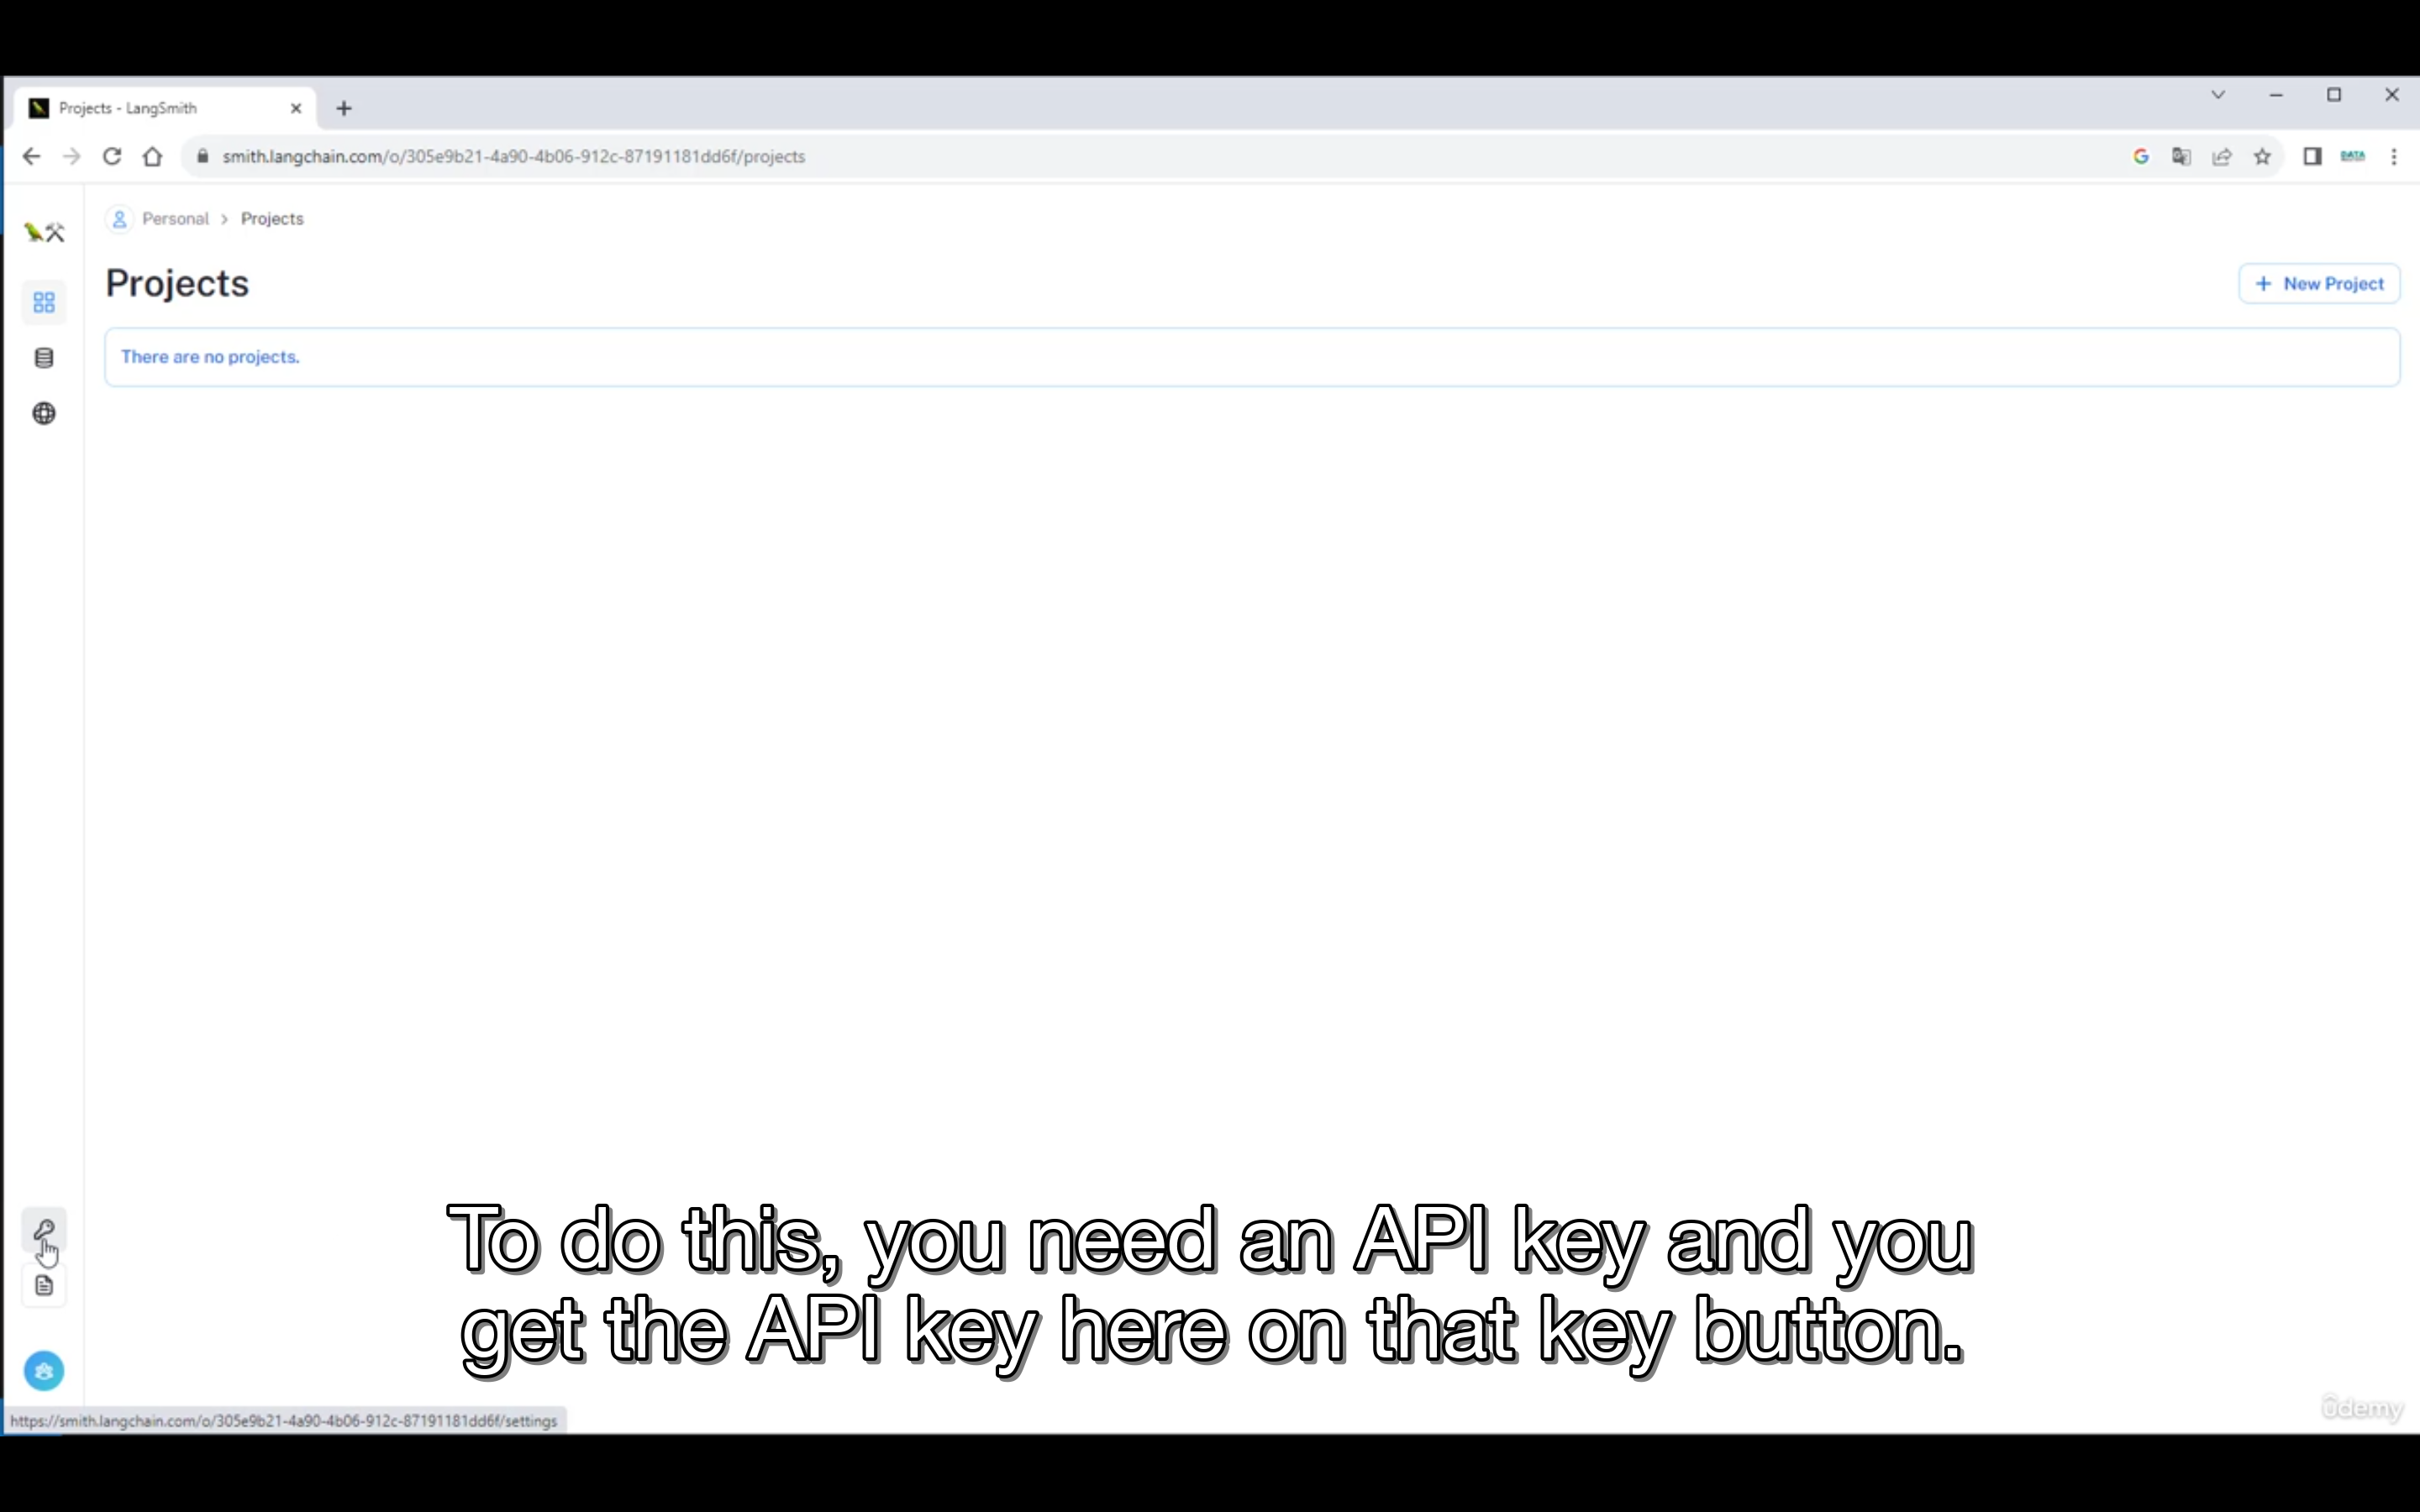 Projects - LangSmith
smith.langchain.com/o/305e9b21-4a90-4b06-912c-87191181dd6f/projects
DATA
Personal > Projects
Projects
+ New Project
There are no projects.
To do this, you need an API key and you
get the API key here on that key button.
https://smith.langchain.com/o/305e9b21-4a90-4b06-912c-87191181dd6f/settings
ûdemy